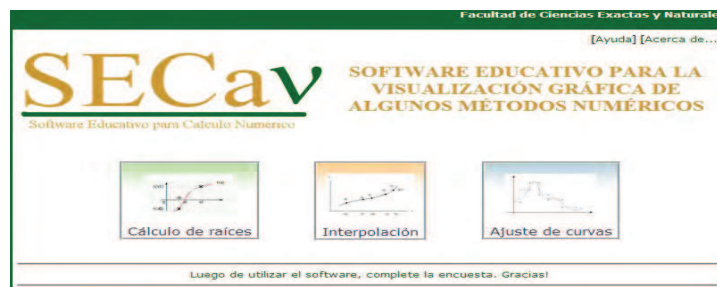 Facultad de Ciencias Exactas y Naturale
[Ayuda] [Acerca de...
SECav
Software Educativo para Calculo Numérico
SOFTWARE EDUCATIVO PARA LA
VISUALIZACIÓN GRÁFICA DE
ALGUNOS MÉTODOS NUMÉRICOS
Cálculo de raíces
Interpolación
Ajuste de curvas
Luego de utilizar el software, complete la encuesta. Gracias!